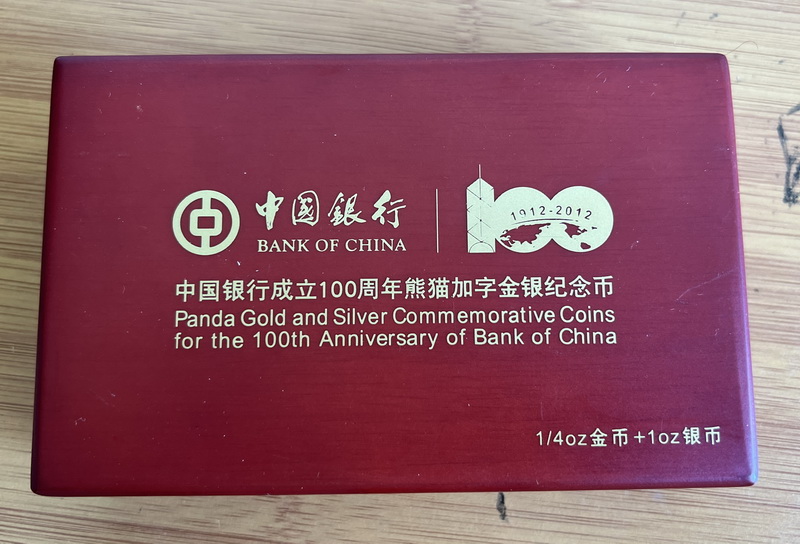 中国銀行
BANK OF CHINA
1912-2012
100
中国银行成立100周年熊猫加字金银纪念币
Panda Gold and Silver Commemorative Coins
for the 100th Anniversary of Bank of China
1/4oz金币+1oz银币